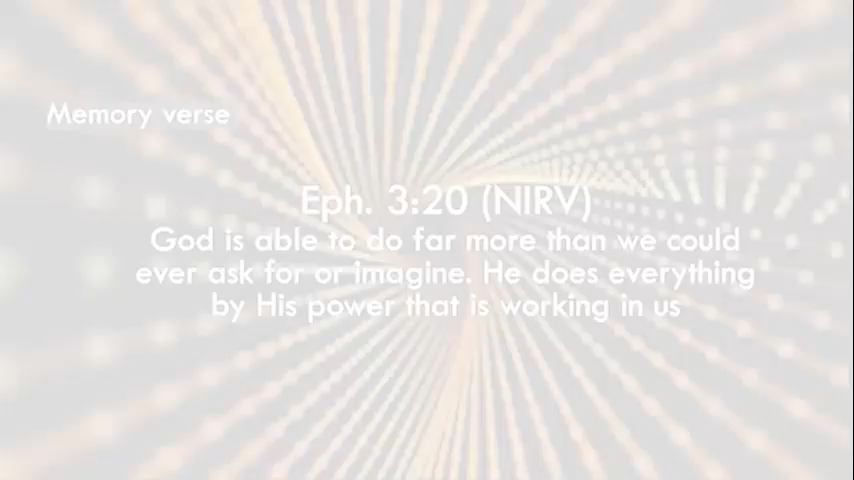 Memory verse
Eph. 3:20 (NIRV)
God is able to do far more than we could
ever ask for or imagine. He does everything
by His power that is working in us